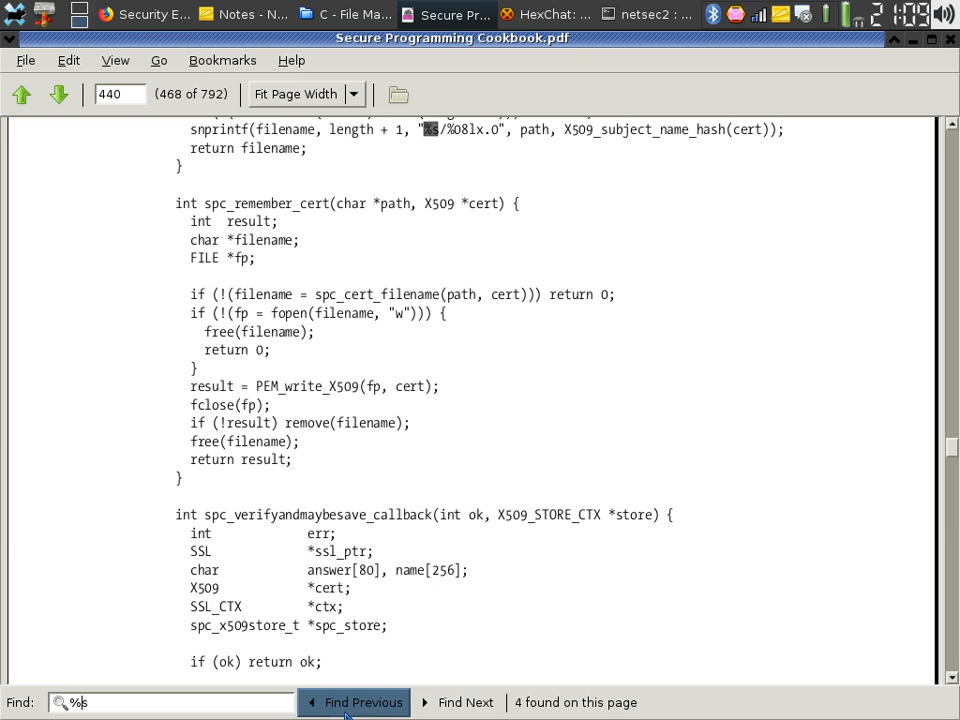 Security E...
Notes - N...
C - File Ma...
Secure Pr...
HexChat: ...
netsec2 : ...
2
1:09
Secure Programming Cookbook.pdf
File Edit View Go Bookmarks Help
440 (468 of 792) Fit Page Width
snprintf(filename, length + 1, "%s/%08lx.0", path, X509_subject_name_hash(cert));
return filename;
}
int spc_remember_cert(char *path, X509 *cert) {
int result;
char *filename;
FILE *fp;
if (!(filename = spc_cert_filename(path, cert))) return 0;
if (!(fp = fopen(filename, "w"))) {
free(filename);
return 0;
}
result = PEM_write_X509(fp, cert);
fclose(fp);
if (!result) remove(filename);
free(filename);
return result;
}
int spc_verifyandmaybesave_callback(int ok, X509_STORE_CTX *store) {
int err;
SSL *ssl_ptr;
char answer[80], name[256];
X509 *cert;
SSL_CTX *ctx;
spc_x509store_t *spc_store;
if (ok) return ok;
Find: %s Find Previous Find Next 4 found on this page